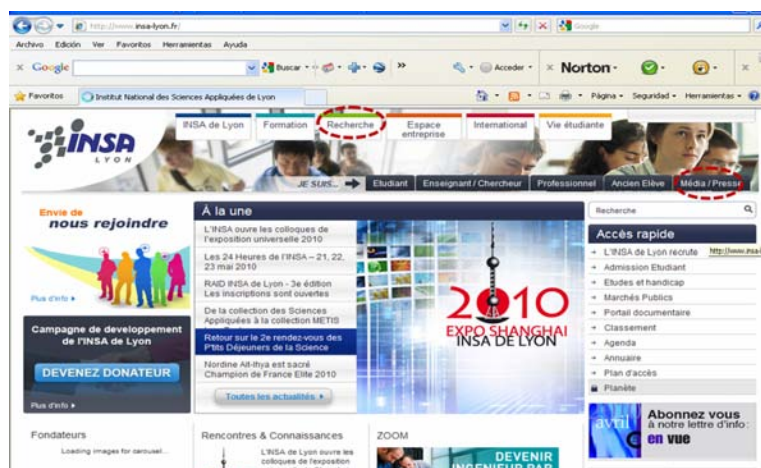 http://www.insa-lyon.fr/
Google
Archivo Edición Ver Favoritos Herramientas Ayuda
× Google Buscar » Acceder × Norton ×
Favoritos Institut National des Sciences Appliquées de Lyon Página Seguridad Herramientas
INSA de Lyon Formation Recherche Espace entreprise International Vie étudiante
INSA
LYON
JE SUIS... Etudiant Enseignant / Chercheur Professionnel Ancien Elève Média / Presse
Envie de
nous rejoindre
Plus d'info
Campagne de developpement
de l'INSA de Lyon
DEVENEZ DONATEUR
Plus d'info
Fondateurs
Loading images for carousel...
À la une
L'INSA ouvre les colloques de
l'exposition universelle 2010
Les 24 Heures de l'INSA – 21, 22,
23 mai 2010
RAID INSA de Lyon - 3e édition
Les inscriptions sont ouvertes
De la collection des Sciences
Appliquées à la collection METIS
Retour sur le 2e rendez-vous des
P'tits Déjeuners de la Science
Nordine Ait-Ihya est sacré
Champion de France Elite 2010
Toutes les actualités
2010
EXPO SHANGHAI
INSA DE LYON
Rencontres & Connaissances
L'INSA de Lyon ouvre les
colloques de l'exposition
ZOOM
DEVENIR
INGENIEUR PAR
Recherche
Accès rapide
L'INSA de Lyon recrute
Admission Etudiant
Etudes et handicap
Marchés Publics
Portail documentaire
Classement
Agenda
Annuaire
Plan d'accès
Planète
avril
Abonnez vous
à notre lettre d'info:
en vue